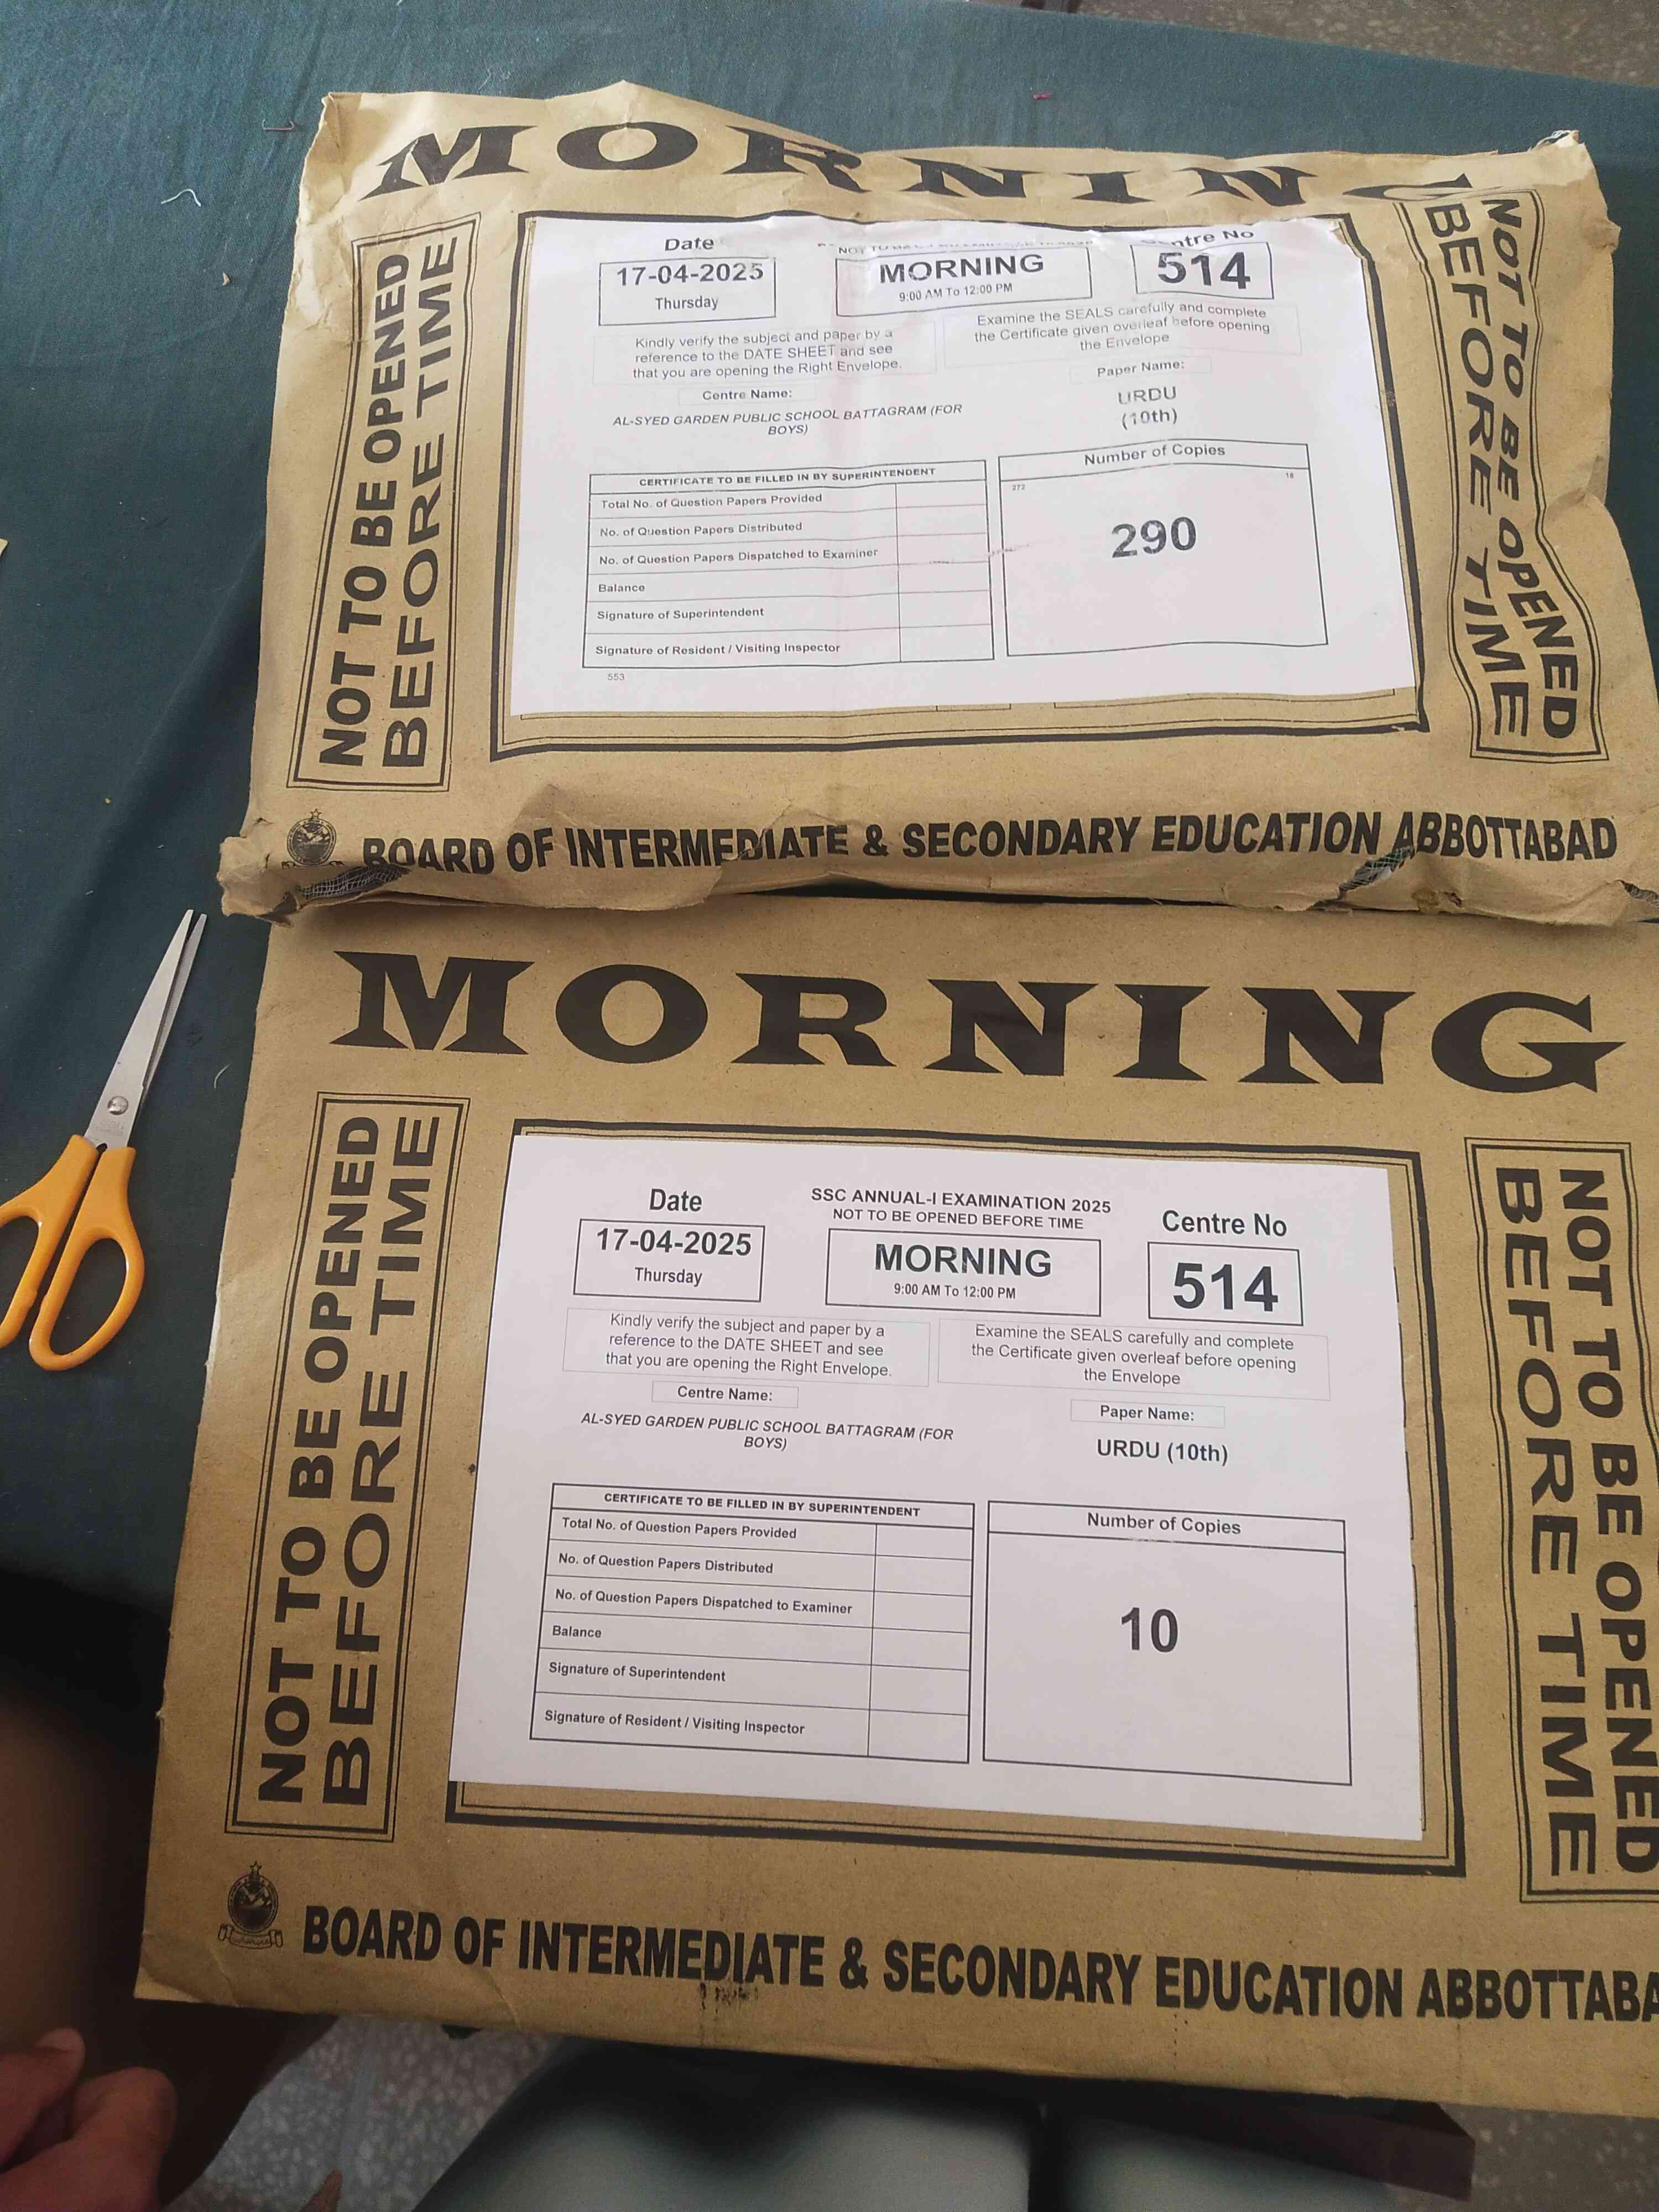 MORNING
NOT TO BE OPENED
BEFORE TIME
Date
17-04-2025
Thursday
MORNING
9:00 AM To 12:00 PM
Centre No
514
Kindly verify the subject and paper by a
reference to the DATE SHEET and see
that you are opening the Right Envelope.
Examine the SEALS carefully and complete
the Certificate given overleaf before opening
the Envelope
Centre Name:
AL-SYED GARDEN PUBLIC SCHOOL BATTAGRAM (FOR
BOYS)
Paper Name:
URDU
(10th)
CERTIFICATE TO BE FILLED IN BY SUPERINTENDENT
Total No. of Question Papers Provided
No. of Question Papers Distributed
No. of Question Papers Dispatched to Examiner
Balance
Signature of Superintendent
Signature of Resident / Visiting Inspector
553
Number of Copies
272
18
290
NOT TO BE OPENED
BEFORE TIME
BOARD OF INTERMEDIATE & SECONDARY EDUCATION ABBOTTABAD
MORNING
NOT TO BE OPENED
BEFORE TIME
Date
17-04-2025
Thursday
SSC ANNUAL-I EXAMINATION 2025
NOT TO BE OPENED BEFORE TIME
MORNING
9:00 AM To 12:00 PM
Centre No
514
Kindly verify the subject and paper by a
reference to the DATE SHEET and see
that you are opening the Right Envelope.
Examine the SEALS carefully and complete
the Certificate given overleaf before opening
the Envelope
Centre Name:
AL-SYED GARDEN PUBLIC SCHOOL BATTAGRAM (FOR
BOYS)
Paper Name:
URDU (10th)
CERTIFICATE TO BE FILLED IN BY SUPERINTENDENT
Total No. of Question Papers Provided
No. of Question Papers Distributed
No. of Question Papers Dispatched to Examiner
Balance
Signature of Superintendent
Signature of Resident / Visiting Inspector
Number of Copies
10
NOT TO BE OPENED
BEFORE TIME
BOARD OF INTERMEDIATE & SECONDARY EDUCATION ABBOTTABA